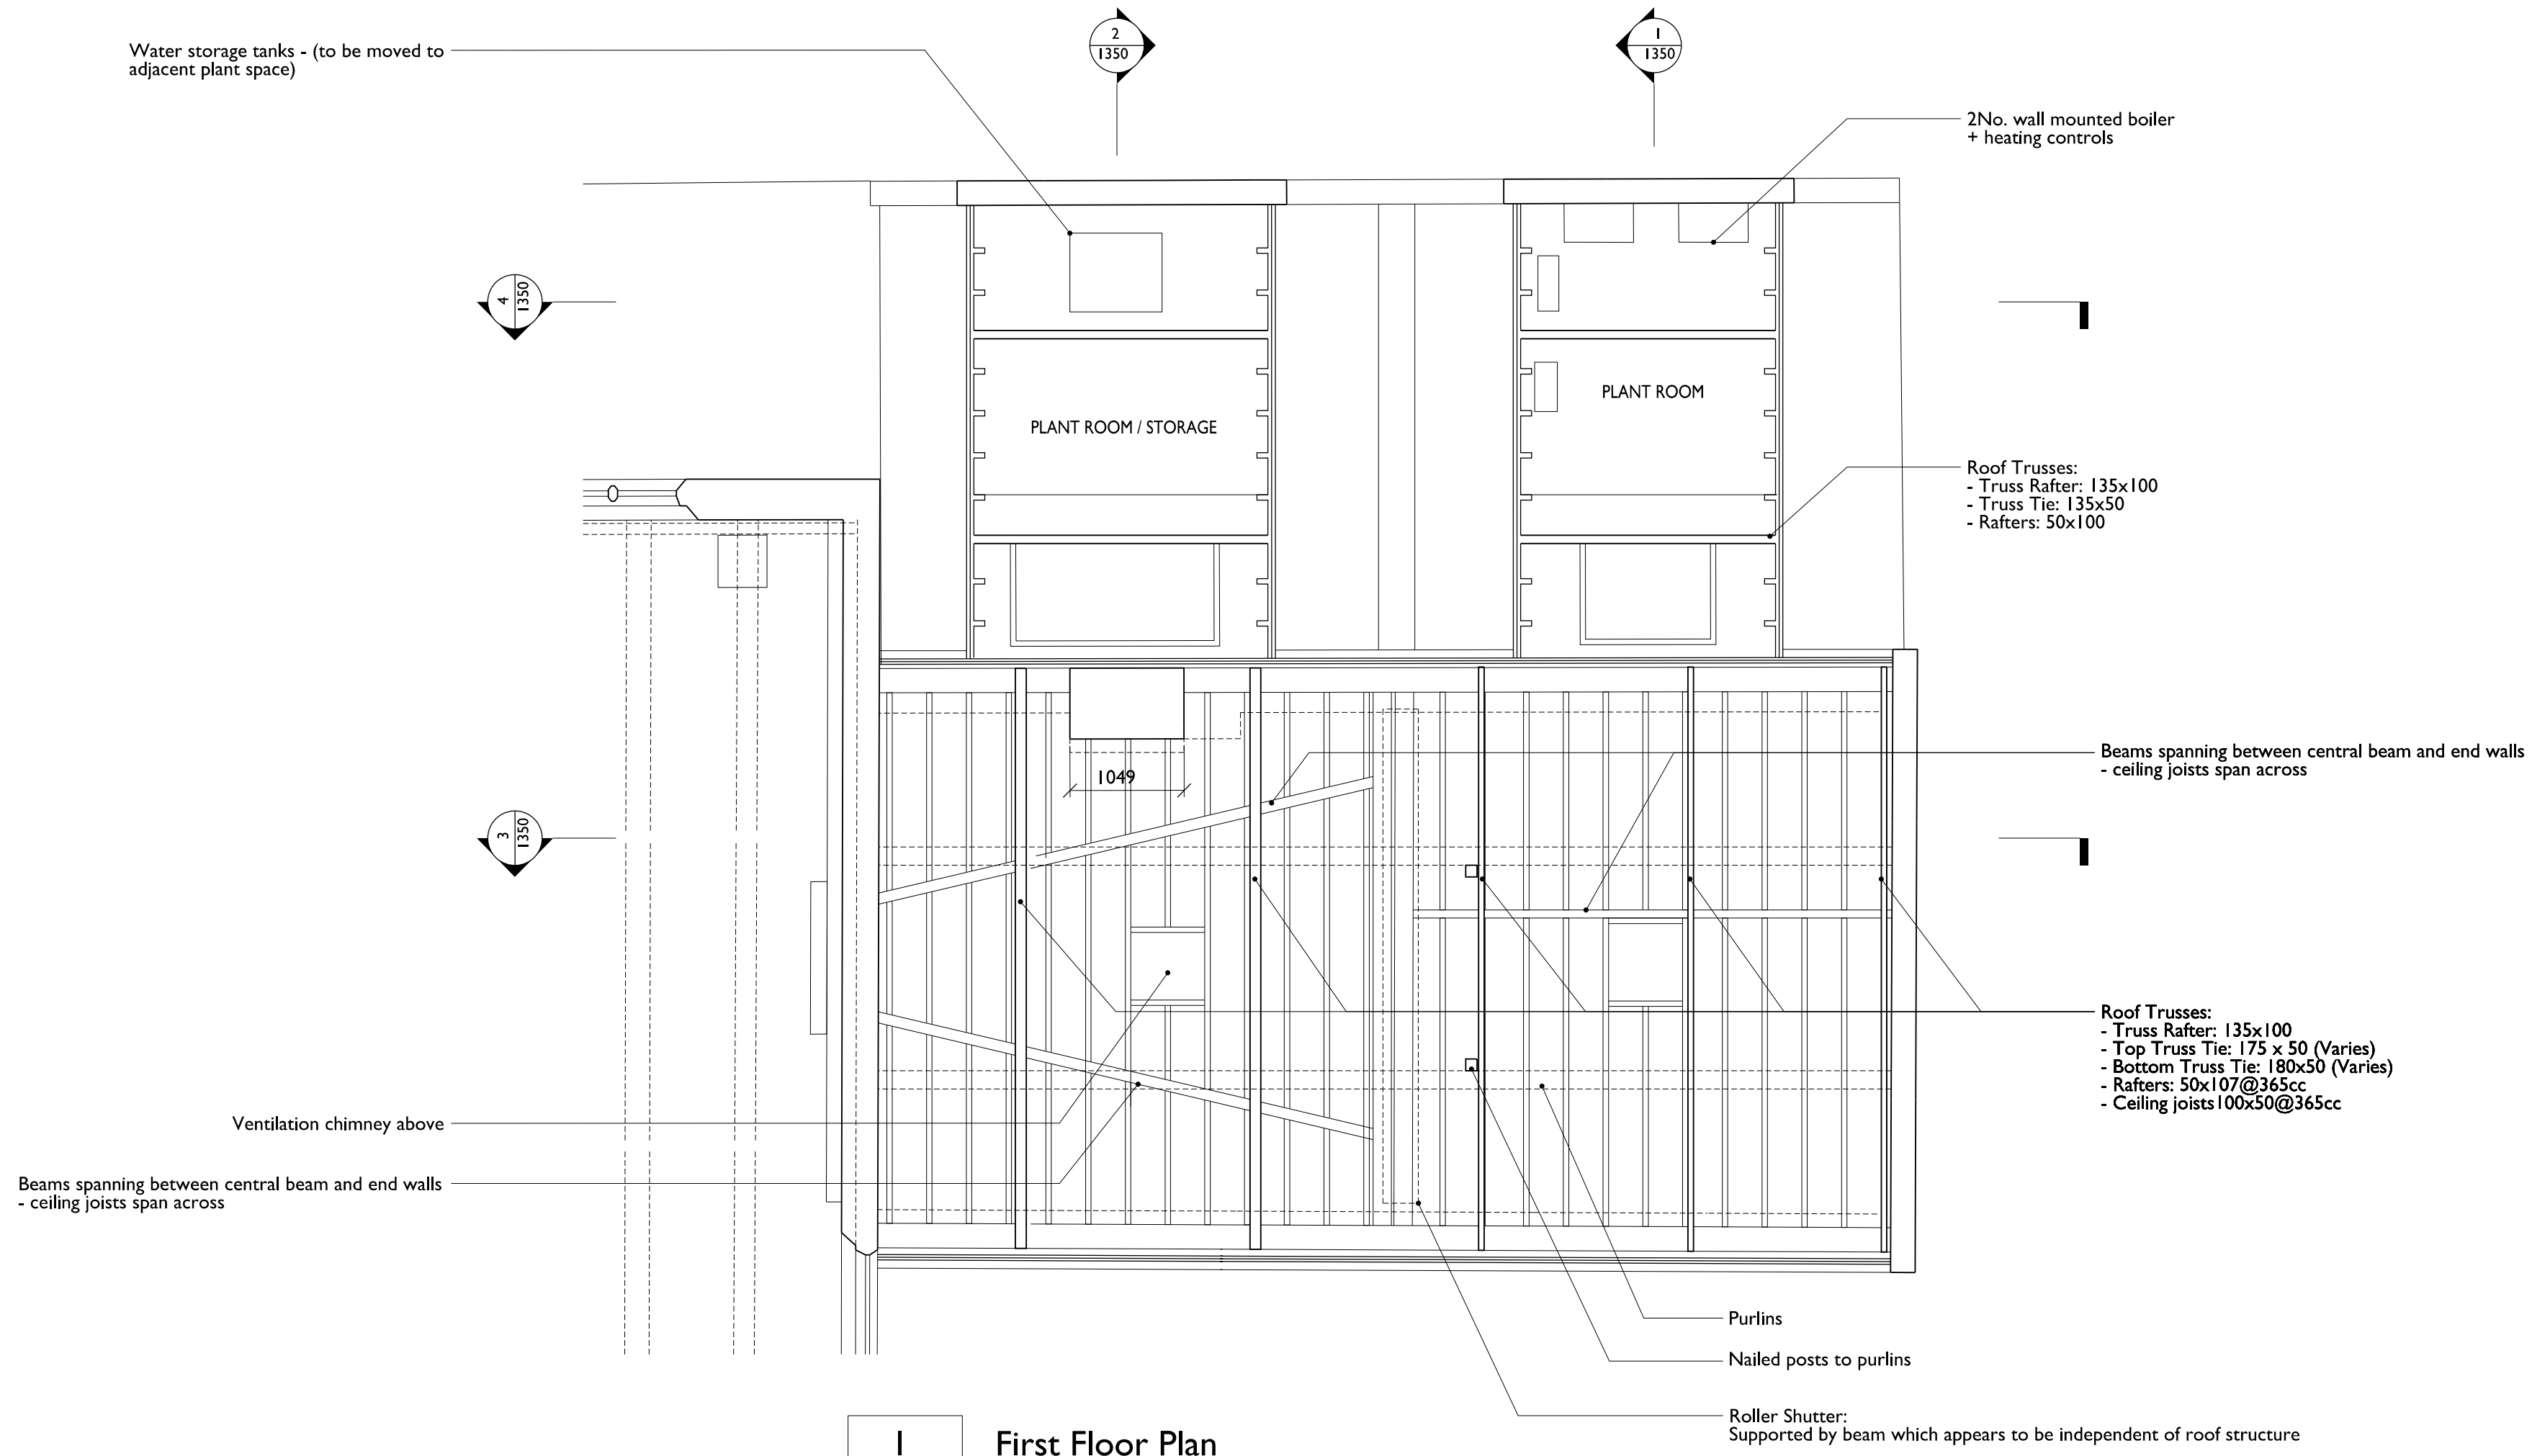 2
1350
1
1350
Water storage tanks - (to be moved to
adjacent plant space)
2No. wall mounted boiler
+ heating controls
4
1350
PLANT ROOM
PLANT ROOM / STORAGE
Roof Trusses:
- Truss Rafter: 135x100
- Truss Tie: 135x50
- Rafters: 50x100
Beams spanning between central beam and end walls
- ceiling joists span across
1049
3
1350
Roof Trusses:
- Truss Rafter: 135x100
- Top Truss Tie: 175 x 50 (Varies)
- Bottom Truss Tie: 180x50 (Varies)
- Rafters: 50x107@365cc
- Ceiling joists100x50@365cc
Ventilation chimney above
Beams spanning between central beam and end walls
- ceiling joists span across
Purlins
Nailed posts to purlins
Roller Shutter:
Supported by beam which appears to be independent of roof structure
1
First Floor Plan